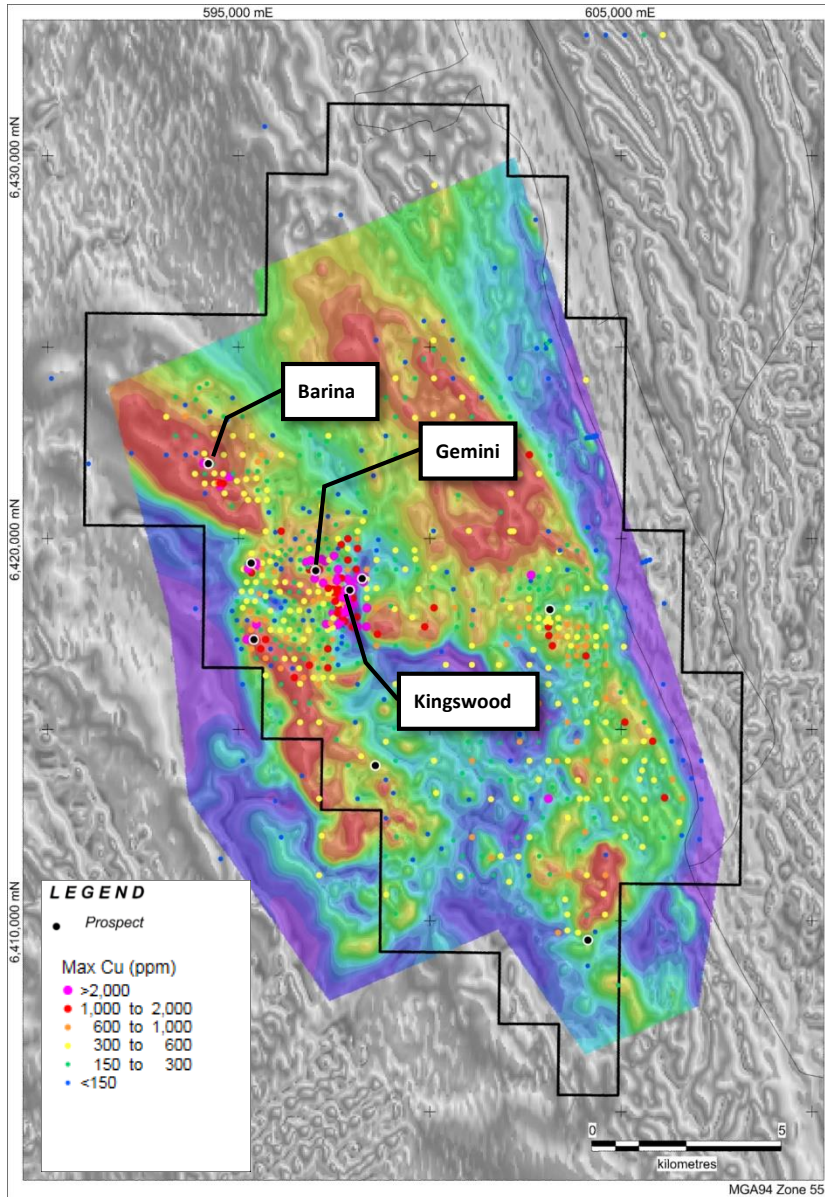 595,000 mE
605,000 mE
6,430,000 mN
Barina
Gemini
6,420,000 mN
Kingswood
6,410,000 mN
LEGEND
Prospect
Max Cu (ppm)
>2,000
1,000 to 2,000
600 to 1,000
300 to 600
150 to 300
<150
0 5
kilometres
MGA94 Zone 55